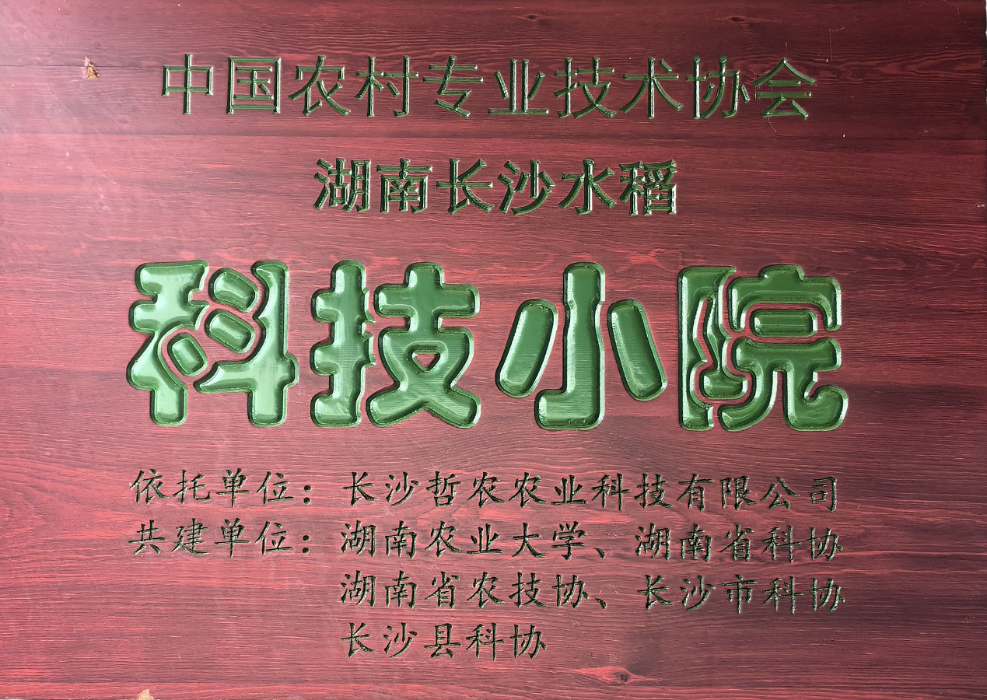 中国农村专业技术协会
湖南长沙水稻
科技小院
依托单位：长沙哲农农业科技有限公司
共建单位：湖南农业大学、湖南省科协
湖南省农技协、长沙市科协
长沙县科协